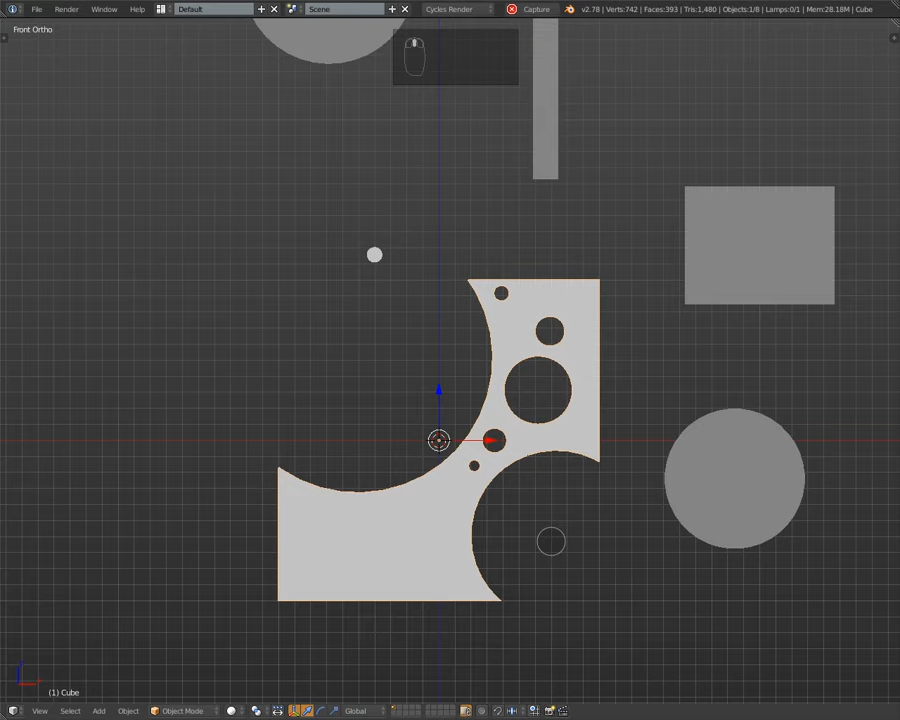 File Render Window Help Default Scene Cycles Render Capture v2.78 | Verts:742 | Faces:393 | Tris:1,480 | Objects:1/8 | Lamps:0/1 | Mem:28.18M | Cube
Front Ortho
(1) Cube
View Select Add Object Object Mode Global